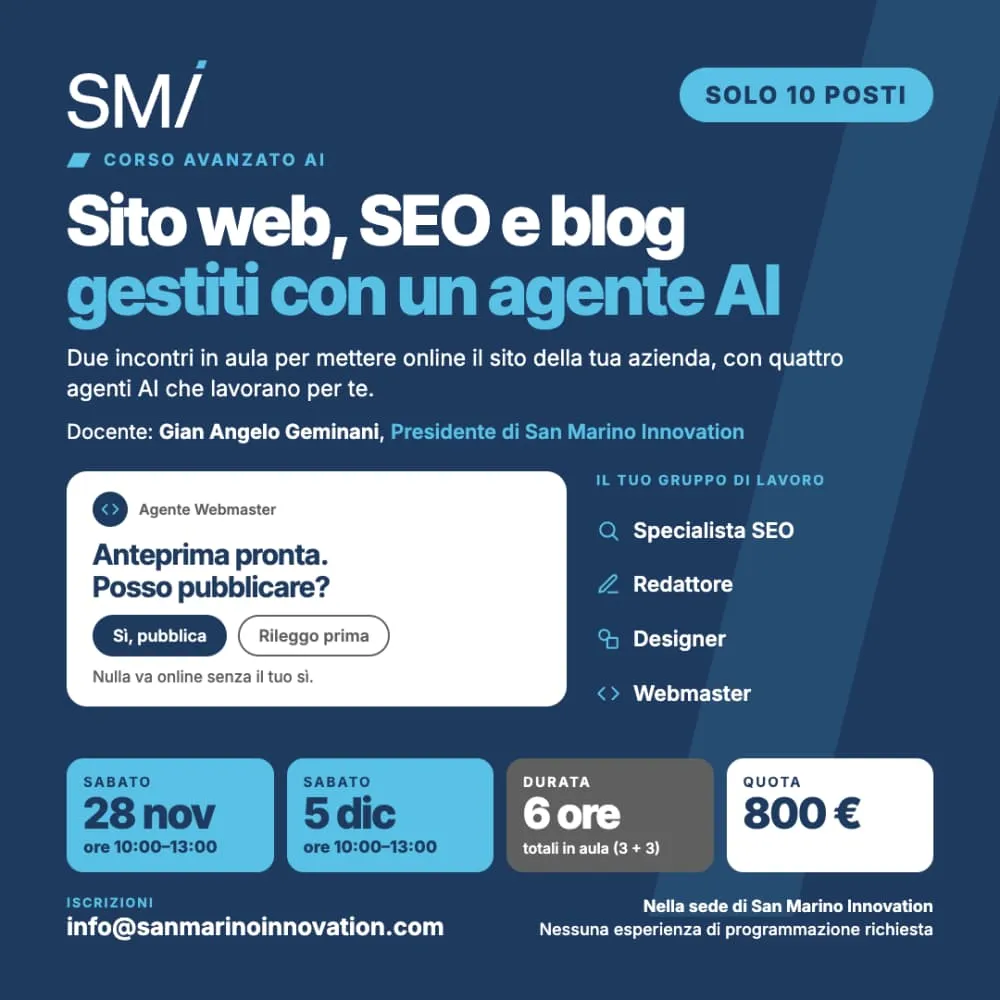 SMi
SOLO 10 POSTI
CORSO AVANZATO AI
Sito web, SEO e blog
gestiti con un agente AI
Due incontri in aula per mettere online il sito della tua azienda, con quattro
agenti AI che lavorano per te.
Docente: Gian Angelo Geminani, Presidente di San Marino Innovation
Agente Webmaster
Anteprima pronta.
Posso pubblicare?
Sì, pubblica
Rileggo prima
Nulla va online senza il tuo sì.
IL TUO GRUPPO DI LAVORO
Specialista SEO
Redattore
Designer
Webmaster
SABATO
28 nov
ore 10:00–13:00
SABATO
5 dic
ore 10:00–13:00
DURATA
6 ore
totali in aula (3 + 3)
QUOTA
800 €
ISCRIZIONI
info@sanmarinoinnovation.com
Nella sede di San Marino Innovation
Nessuna esperienza di programmazione richiesta